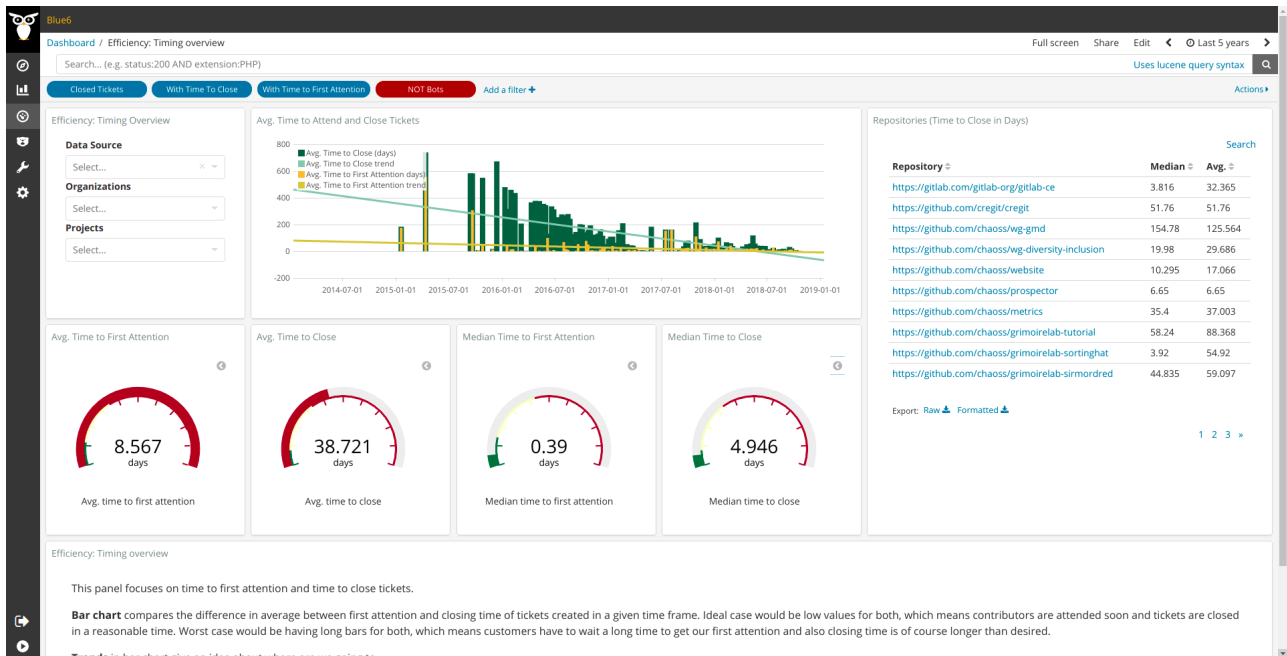 Blue6
Dashboard / Efficiency: Timing overview
Full screen Share Edit Last 5 years
Search... (e.g. status:200 AND extension:PHP)
Uses lucene query syntax
Closed Tickets With Time To Close With Time to First Attention NOT Bots Add a filter +
Actions
Efficiency: Timing Overview
Data Source
Select...
Organizations
Select...
Projects
Select...
Avg. Time to Attend and Close Tickets
800
600
400
200
0
-200
Avg. Time to Close (days)
Avg. Time to Close trend
Avg. Time to First Attention days)
Avg. Time to First Attention trend
2014-07-01 2015-01-01 2015-07-01 2016-01-01 2016-07-01 2017-01-01 2017-07-01 2018-01-01 2018-07-01 2019-01-01
Repositories (Time to Close in Days)
Search
Repository Median Avg.
https://gitlab.com/gitlab-org/gitlab-ce 3.816 32.365
https://github.com/cregit/cregit 51.76 51.76
https://github.com/chaoss/wg-gmd 154.78 125.564
https://github.com/chaoss/wg-diversity-inclusion 19.98 29.686
https://github.com/chaoss/website 10.295 17.066
https://github.com/chaoss/prospector 6.65 6.65
https://github.com/chaoss/metrics 35.4 37.003
https://github.com/chaoss/grimoirelab-tutorial 58.24 88.368
https://github.com/chaoss/grimoirelab-sortinghat 3.92 54.92
https://github.com/chaoss/grimoirelab-sirmordred 44.835 59.097
Export: Raw Formatted
1 2 3 »
Avg. Time to First Attention
8.567
days
Avg. time to first attention
Avg. Time to Close
38.721
days
Avg. time to close
Median Time to First Attention
0.39
days
Median time to first attention
Median Time to Close
4.946
days
Median time to close
Efficiency: Timing overview
This panel focuses on time to first attention and time to close tickets.
Bar chart compares the difference in average between first attention and closing time of tickets created in a given time frame. Ideal case would be low values for both, which means contributors are attended soon and tickets are closed
in a reasonable time. Worst case would be having long bars for both, which means customers have to wait a long time to get our first attention and also closing time is of course longer than desired.
Trends in bar chart give an idea about where are we going to